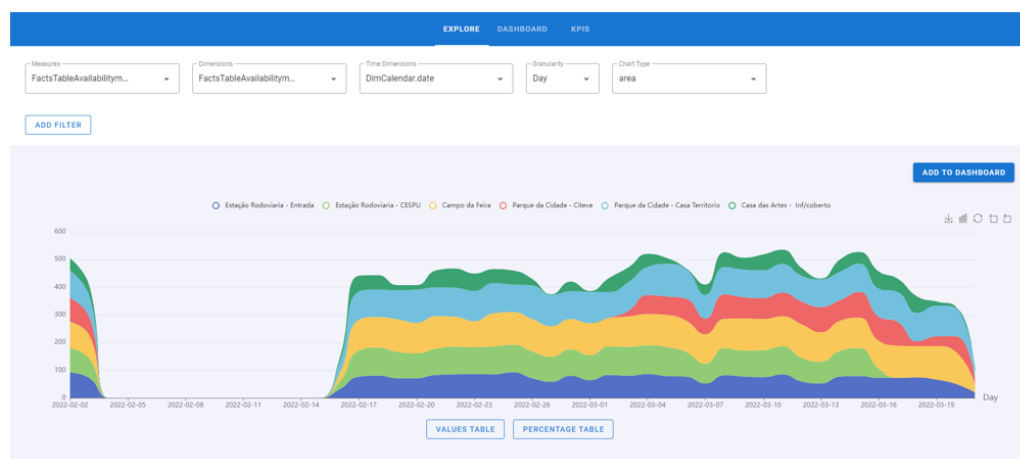 EXPLORE DASHBOARD KPIS
Measures Dimensions Time Dimensions Granularity Chart Type
FactsTableAvailabilitym... FactsTableAvailabilitym... DimCalendar.date Day area
ADD FILTER
ADD TO DASHBOARD
Estação Rodoviaria - Entrada Estação Rodoviaria - CESPU Campo da Feira Parque da Cidade - Citeve Parque da Cidade - Casa Territorio Casa das Artes - Inf/coberto
600
500
400
300
200
100
0
2022-02-02 2022-02-05 2022-02-08 2022-02-11 2022-02-14 2022-02-17 2022-02-20 2022-02-23 2022-02-26 2022-03-01 2022-03-04 2022-03-07 2022-03-10 2022-03-13 2022-03-16 2022-03-19 Day
VALUES TABLE PERCENTAGE TABLE